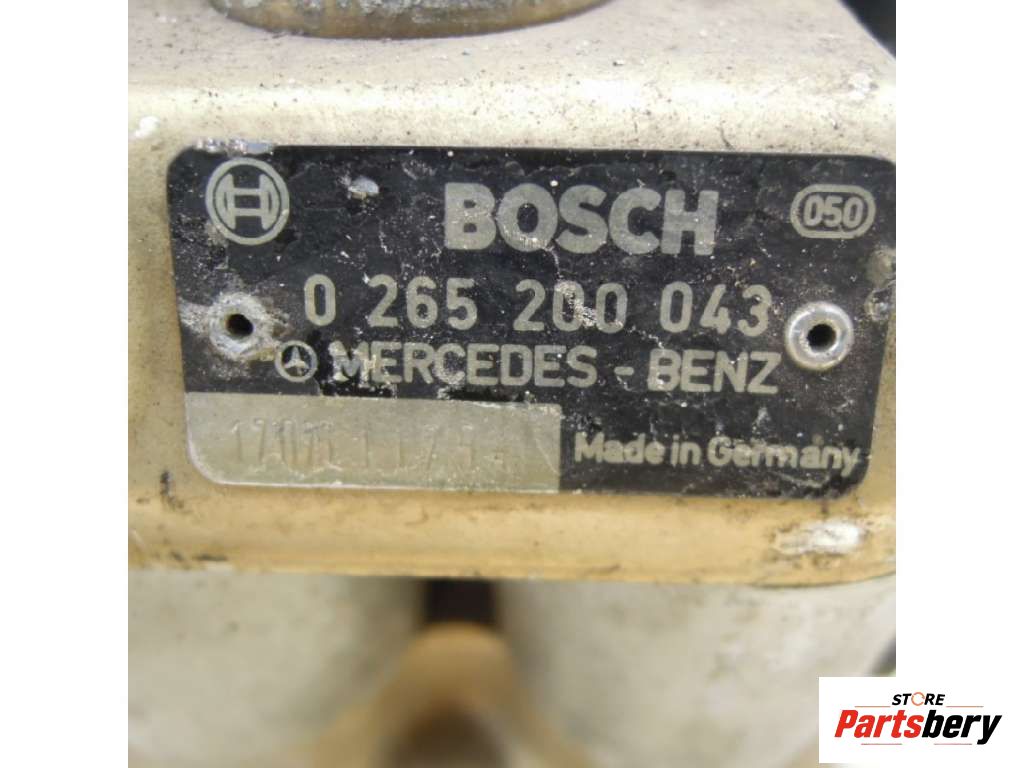 BOSCH
050
0 265 200 043
MERCEDES - BENZ
Made in Germany
STORE
Partsbery